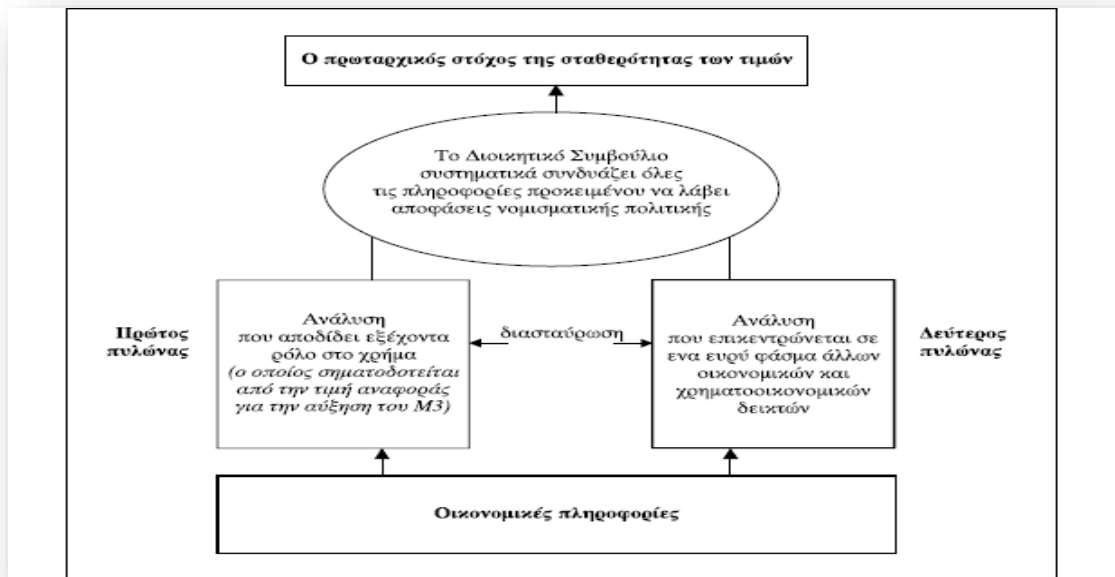 Ο πρωταρχικός στόχος της σταθερότητας των τιμών
Το Διοικητικό Συμβούλιο
συστηματικά συνδυάζει όλες
τις πληροφορίες προκειμένου να λάβει
αποφάσεις νομισματικής πολιτικής
Πρώτος
πυλώνας
Ανάλυση
που αποδίδει εξέχοντα
ρόλο στο χρήμα
(ο οποίος σηματοδοτείται
από την τιμή αναφοράς
για την αύξηση του Μ3)
διασταύρωση
Ανάλυση
που επικεντρώνεται σε
ενα ευρύ φάσμα άλλων
οικονομικών και
χρηματοοικονομικών
δεικτών
Δεύτερος
πυλώνας
Οικονομικές πληροφορίες